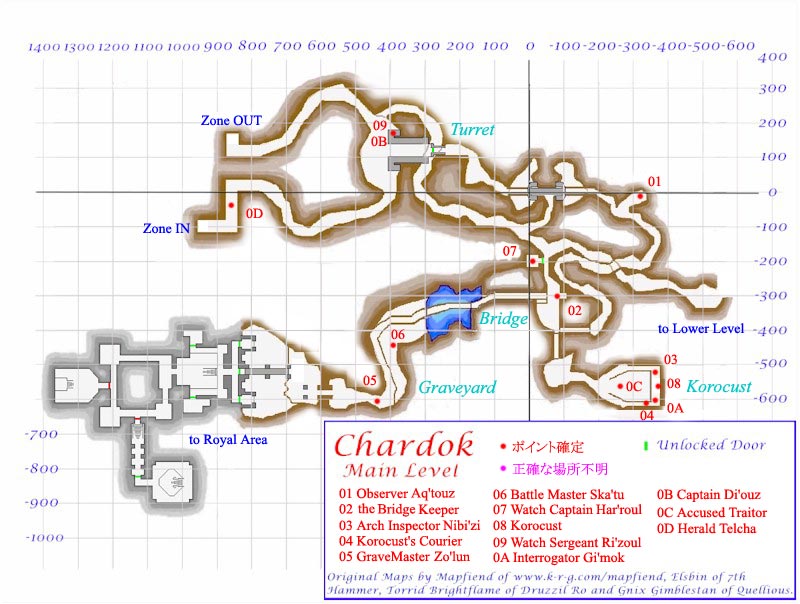 1400 1300 1200 1100 1000 900 800 700 600 500 400 300 200 100 0 -100 -200 -300 -400 -500 -600
400
300
Zone OUT
09
Turret
200
0B
100
01
0
0D
Zone IN
-100
07
-200
02
-300
Bridge
06
to Lower Level
-400
03
-500
05
Graveyard
0C
08
Korocust
0A
-600
04
to Royal Area
-700
-800
-900
-1000
Chardok
Main Level
ポイント確定
正確な場所不明
Unlocked Door
01 Observer Aq'touz
02 the Bridge Keeper
03 Arch Inspector Nibi'zi
04 Korocust's Courier
05 GraveMaster Zo'lun
06 Battle Master Ska'tu
07 Watch Captain Har'roul
08 Korocust
09 Watch Sergeant Ri'zoul
0A Interrogator Gi'mok
0B Captain Di'ouz
0C Accused Traitor
0D Herald Telcha
Original Maps by Mapfiend of www.k-r-g.com/mapfiend, Elsbin of 7th
Hammer, Torrid Brightflame of Druzzil Ro and Gnix Gimblestan of Quellious.